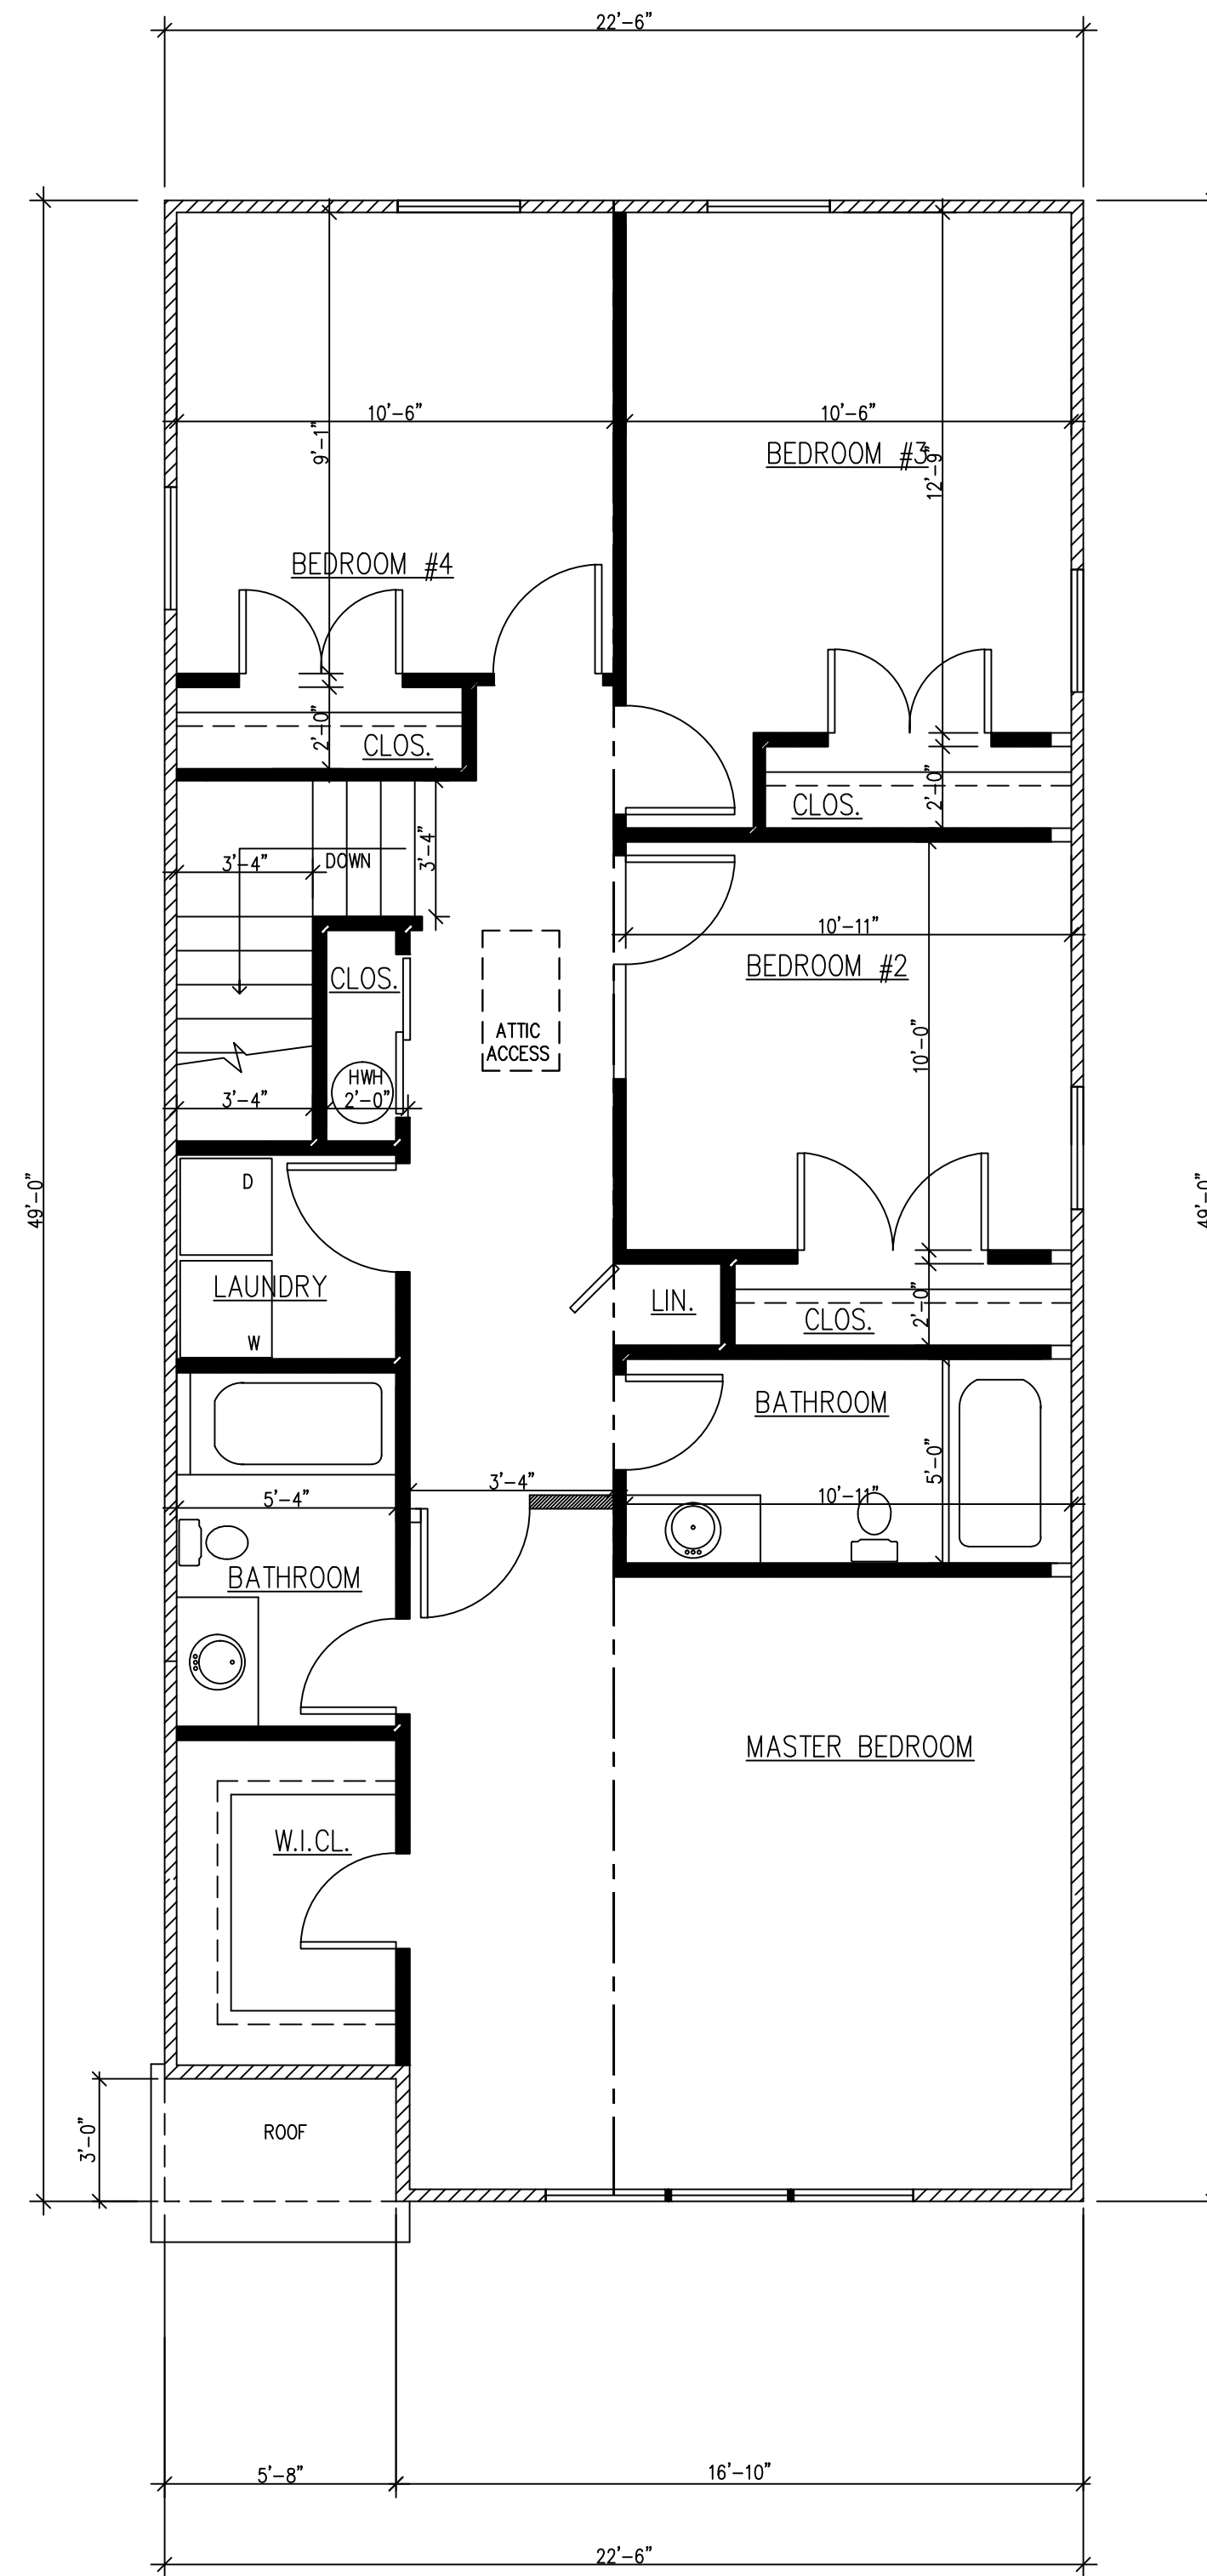 22'-6"
10'-6"
10'-6"
9'-1"
BEDROOM #3
12'-9"
BEDROOM #4
2'-0"
CLOS.
2'-0"
CLOS.
3'-4"
DOWN
3'-4"
10'-11"
BEDROOM #2
CLOS.
ATTIC
ACCESS
10'-0"
HWH
3'-4"
2'-0"
49'-0"
49'-0"
D
LAUNDRY
W
LIN.
2'-0"
CLOS.
BATHROOM
5'-0"
3'-4"
5'-4"
10'-11"
BATHROOM
MASTER BEDROOM
W.I.CL.
3'-0"
ROOF
5'-8"
16'-10"
22'-6"